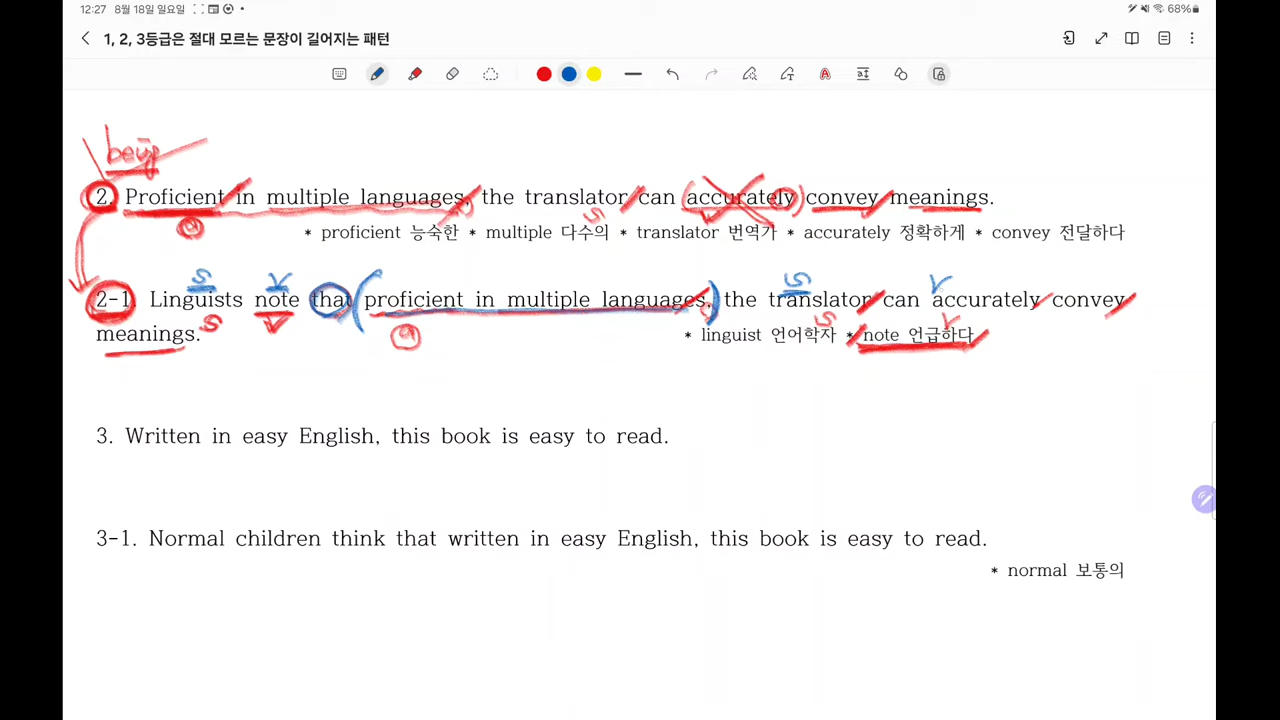 12:27 8월 18일 일요일
68%
1, 2, 3등급은 절대 모르는 문장이 길어지는 패턴
being
2. Proficient in multiple languages, the translator can accurately convey meanings.
a s
* proficient 능숙한 * multiple 다수의 * translator 번역가 * accurately 정확하게 * convey 전달하다
S V S V
2-1. Linguists note that proficient in multiple languages, the translator can accurately convey
S V a S V
meanings.
* linguist 언어학자 * note 언급하다
3. Written in easy English, this book is easy to read.
3-1. Normal children think that written in easy English, this book is easy to read.
* normal 보통의